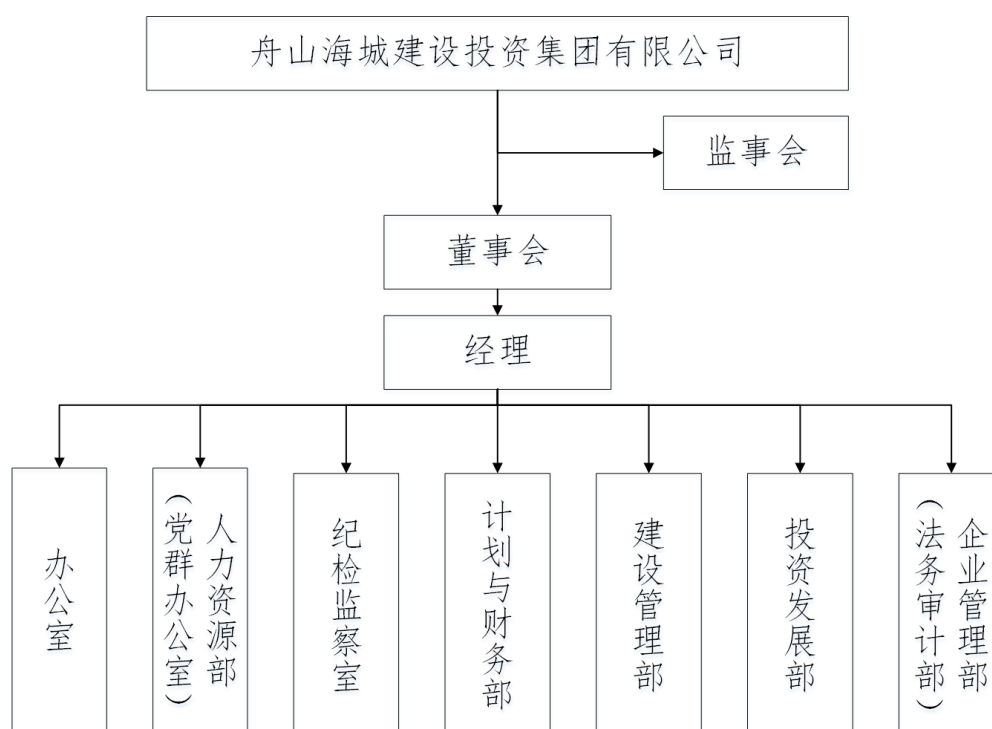 舟山海城建设投资集团有限公司
监事会
董事会
经理
办公室
人力资源部
(党群办公室)
纪检监察室
计划与财务部
建设管理部
投资发展部
企业管理部
(法务审计部)